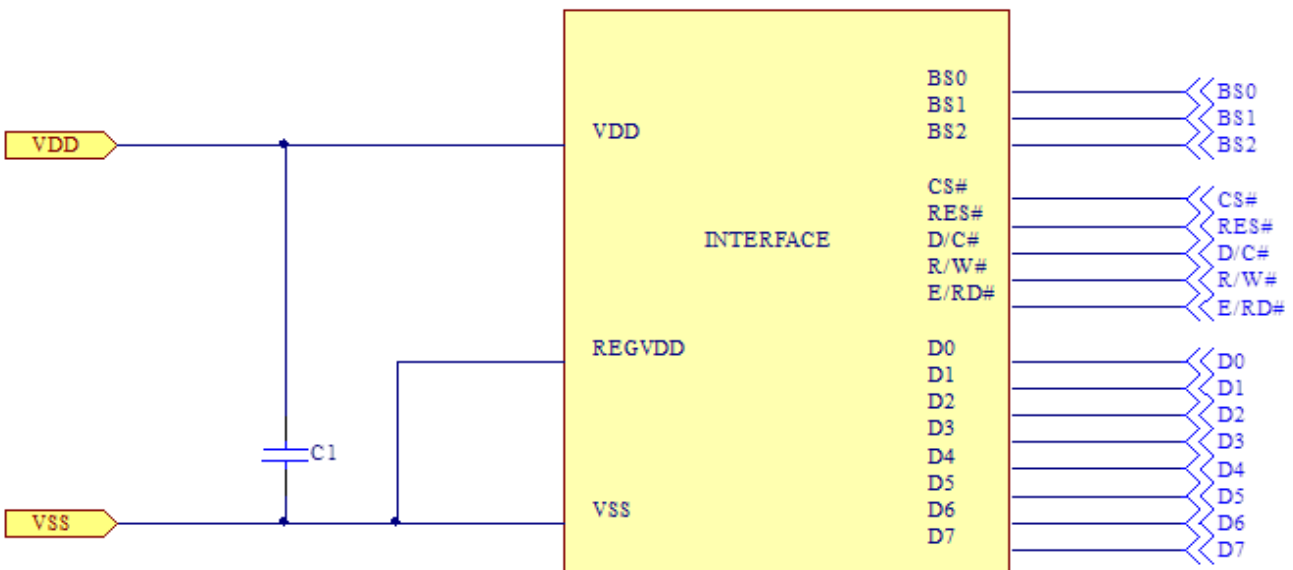 BS0 BS0
BS1 BS1
VDD VDD BS2 BS2
CS# CS#
RES# RES#
INTERFACE D/C# D/C#
R/W# R/W#
E/RD# E/RD#
REGVDD D0 D0
D1 D1
D2 D2
D3 D3
C1 D4 D4
D5 D5
VSS VSS D6 D6
D7 D7